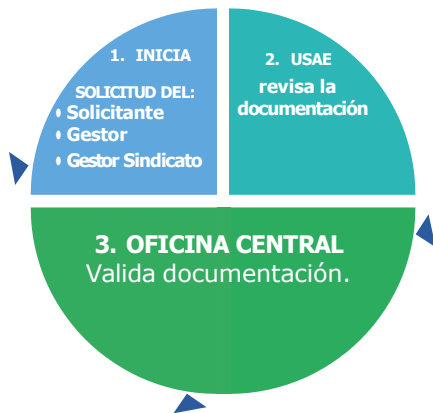 1. INICIA
SOLICITUD DEL:
• Solicitante
• Gestor
• Gestor Sindicato
2. USAE
revisa la
documentación
3. OFICINA CENTRAL
Valida documentación.